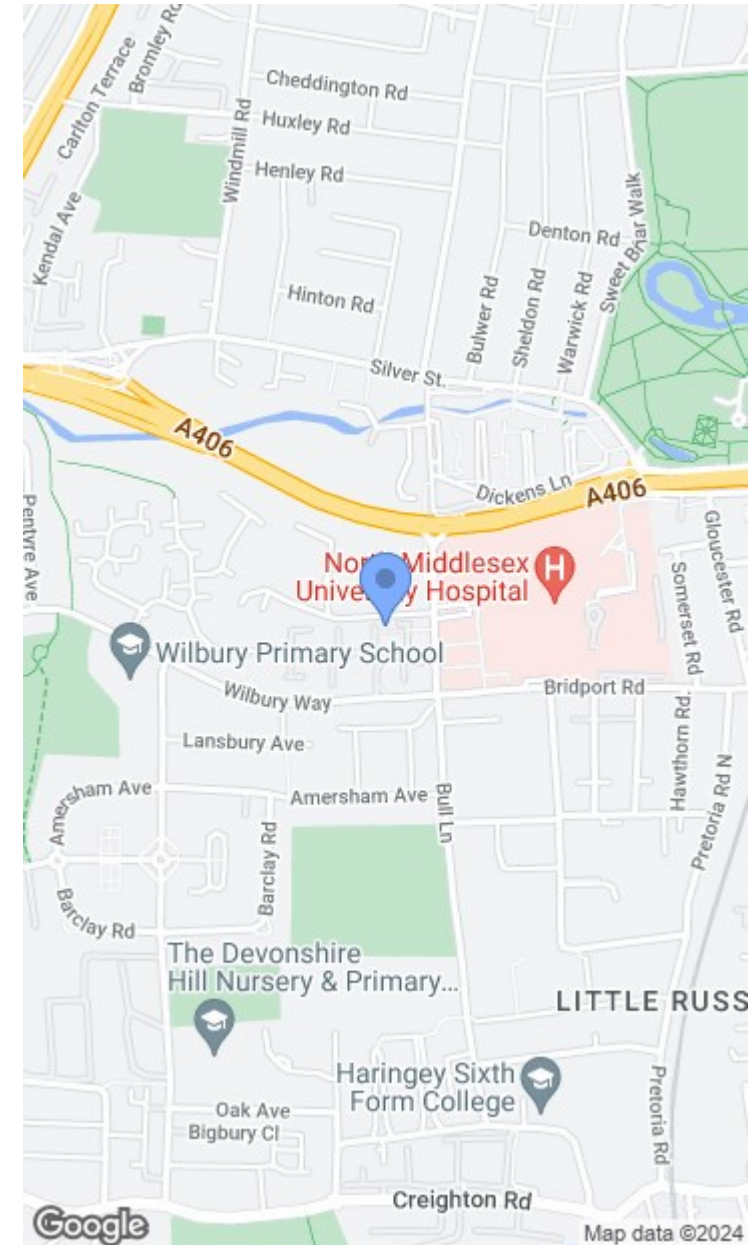 Bromley Rd
Carlton Terrace
Cheddington Rd
Huxley Rd
Windmill Rd
Henley Rd
Kendal Ave
Denton Rd
Sweet Briar Walk
Hinton Rd
Bulwer Rd
Sheldon Rd
Warwick Rd
Silver St.
A406
Dickens Ln
A406
Pentyre Ave
Gloucester Rd
North Middlesex
University Hospital
H
Somerset Rd
Wilbury Primary School
Wilbury Way
Bridport Rd
Hawthorn Rd.
Lansbury Ave
Pretoria Rd N
Amersham Ave
Amersham Ave
Bull Ln
Barclay Rd
Barclay Rd
The Devonshire
Hill Nursery & Primary...
LITTLE RUSS
Haringey Sixth
Form College
Oak Ave
Bigbury Cl
Pretoria Rd
Creighton Rd
Google
Map data ©2024